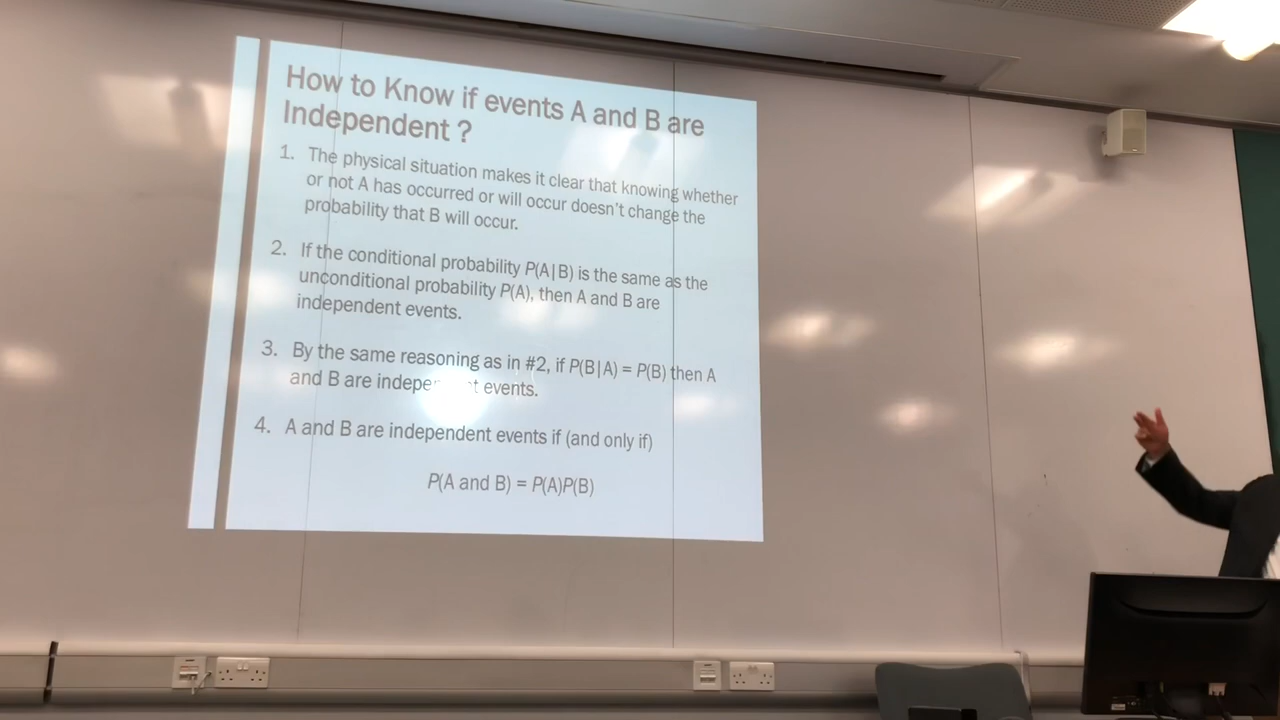 How to Know if events A and B are
Independent ?
1. The physical situation makes it clear that knowing whether
or not A has occurred or will occur doesn't change the
probability that B will occur.
2. If the conditional probability P(A|B) is the same as the
unconditional probability P(A), then A and B are
independent events.
3. By the same reasoning as in #2, if P(B|A) = P(B) then A
and B are independent events.
4. A and B are independent events if (and only if)
P(A and B) = P(A)P(B)